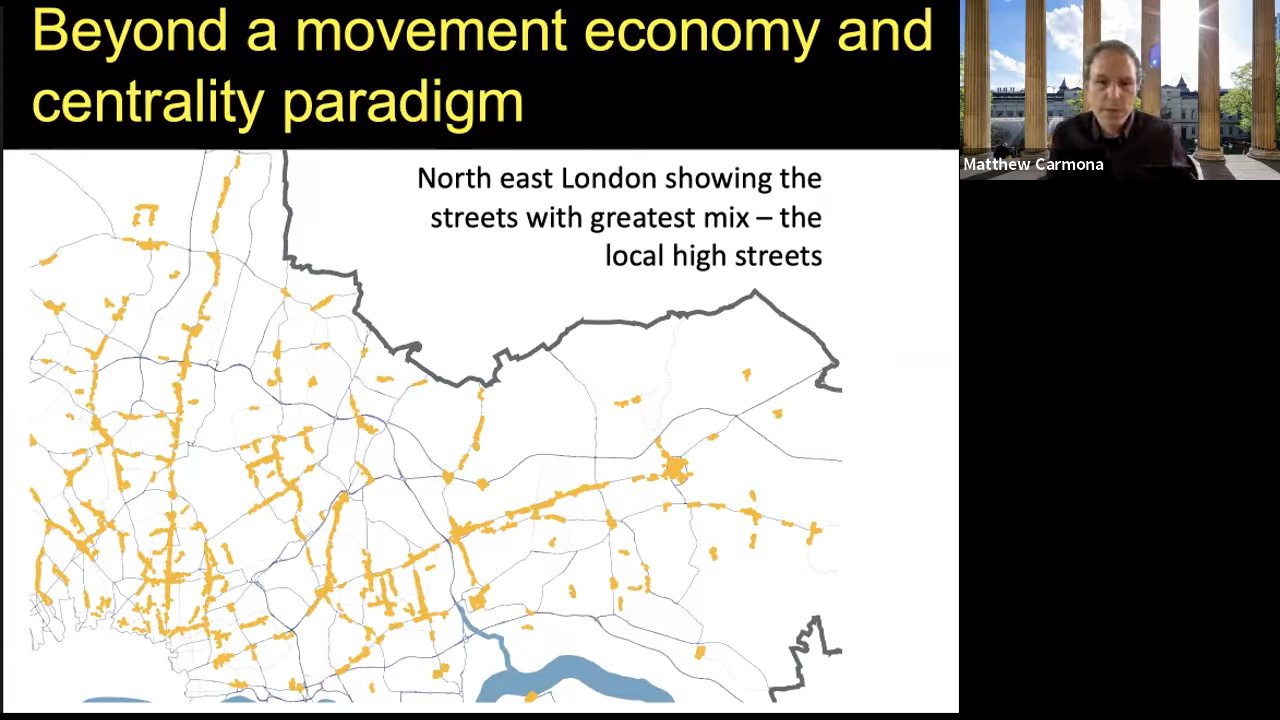 Beyond a movement economy and
centrality paradigm
North east London showing the
streets with greatest mix – the
local high streets
Matthew Carmona